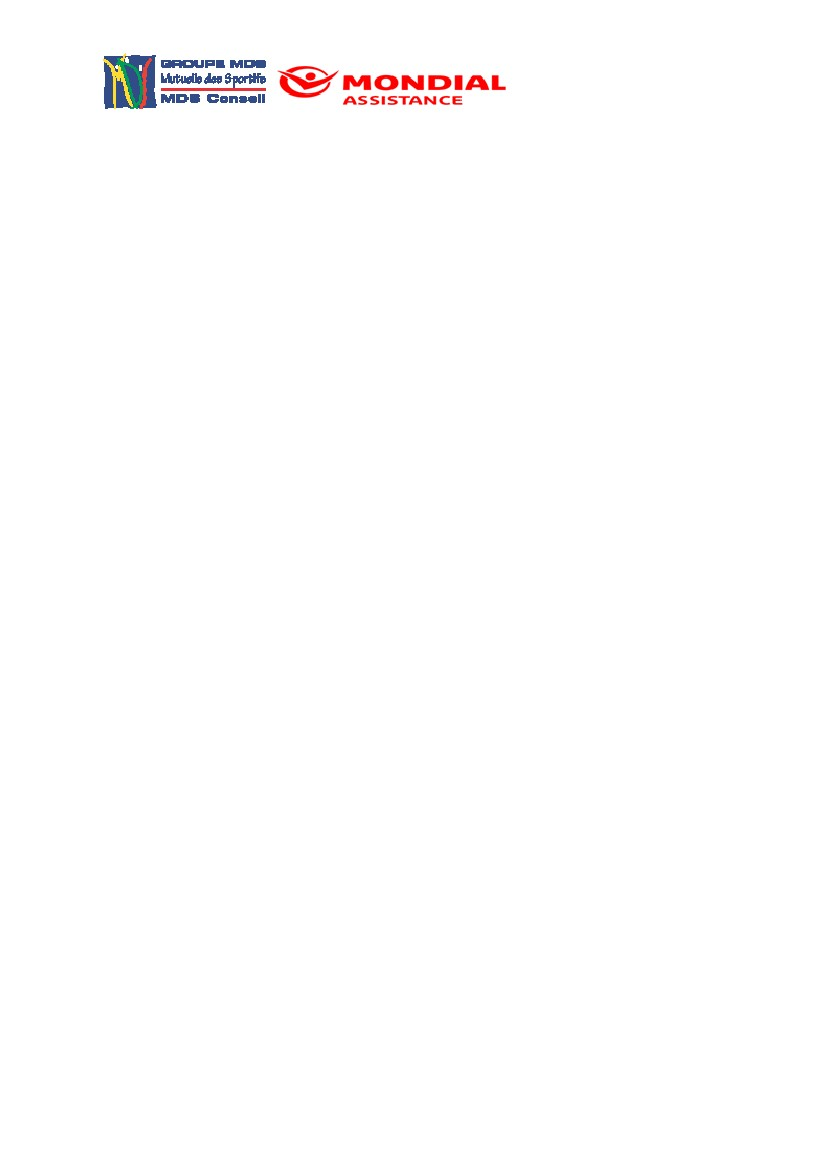 GROUPE MDS
Mutuelle des Sportifs
MDS Conseil
MONDIAL
ASSISTANCE